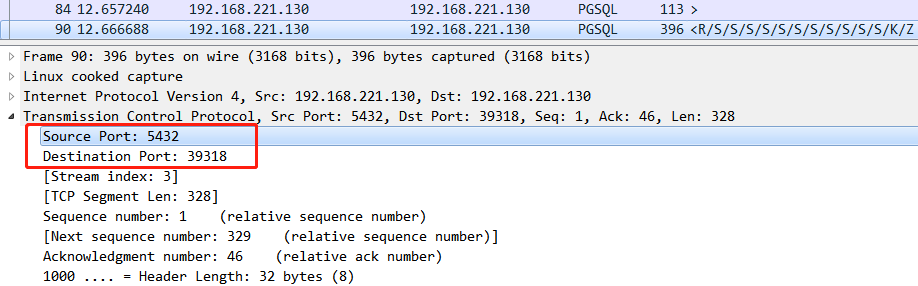 84 12.657240 192.168.221.130 192.168.221.130 PGSQL 113 >
90 12.666688 192.168.221.130 192.168.221.130 PGSQL 396 <R/S/S/S/S/S/S/S/S/S/S/S/K/Z
Frame 90: 396 bytes on wire (3168 bits), 396 bytes captured (3168 bits)
Linux cooked capture
Internet Protocol Version 4, Src: 192.168.221.130, Dst: 192.168.221.130
Transmission Control Protocol, Src Port: 5432, Dst Port: 39318, Seq: 1, Ack: 46, Len: 328
Source Port: 5432
Destination Port: 39318
[Stream index: 3]
[TCP Segment Len: 328]
Sequence number: 1    (relative sequence number)
[Next sequence number: 329    (relative sequence number)]
Acknowledgment number: 46    (relative ack number)
1000 .... = Header Length: 32 bytes (8)